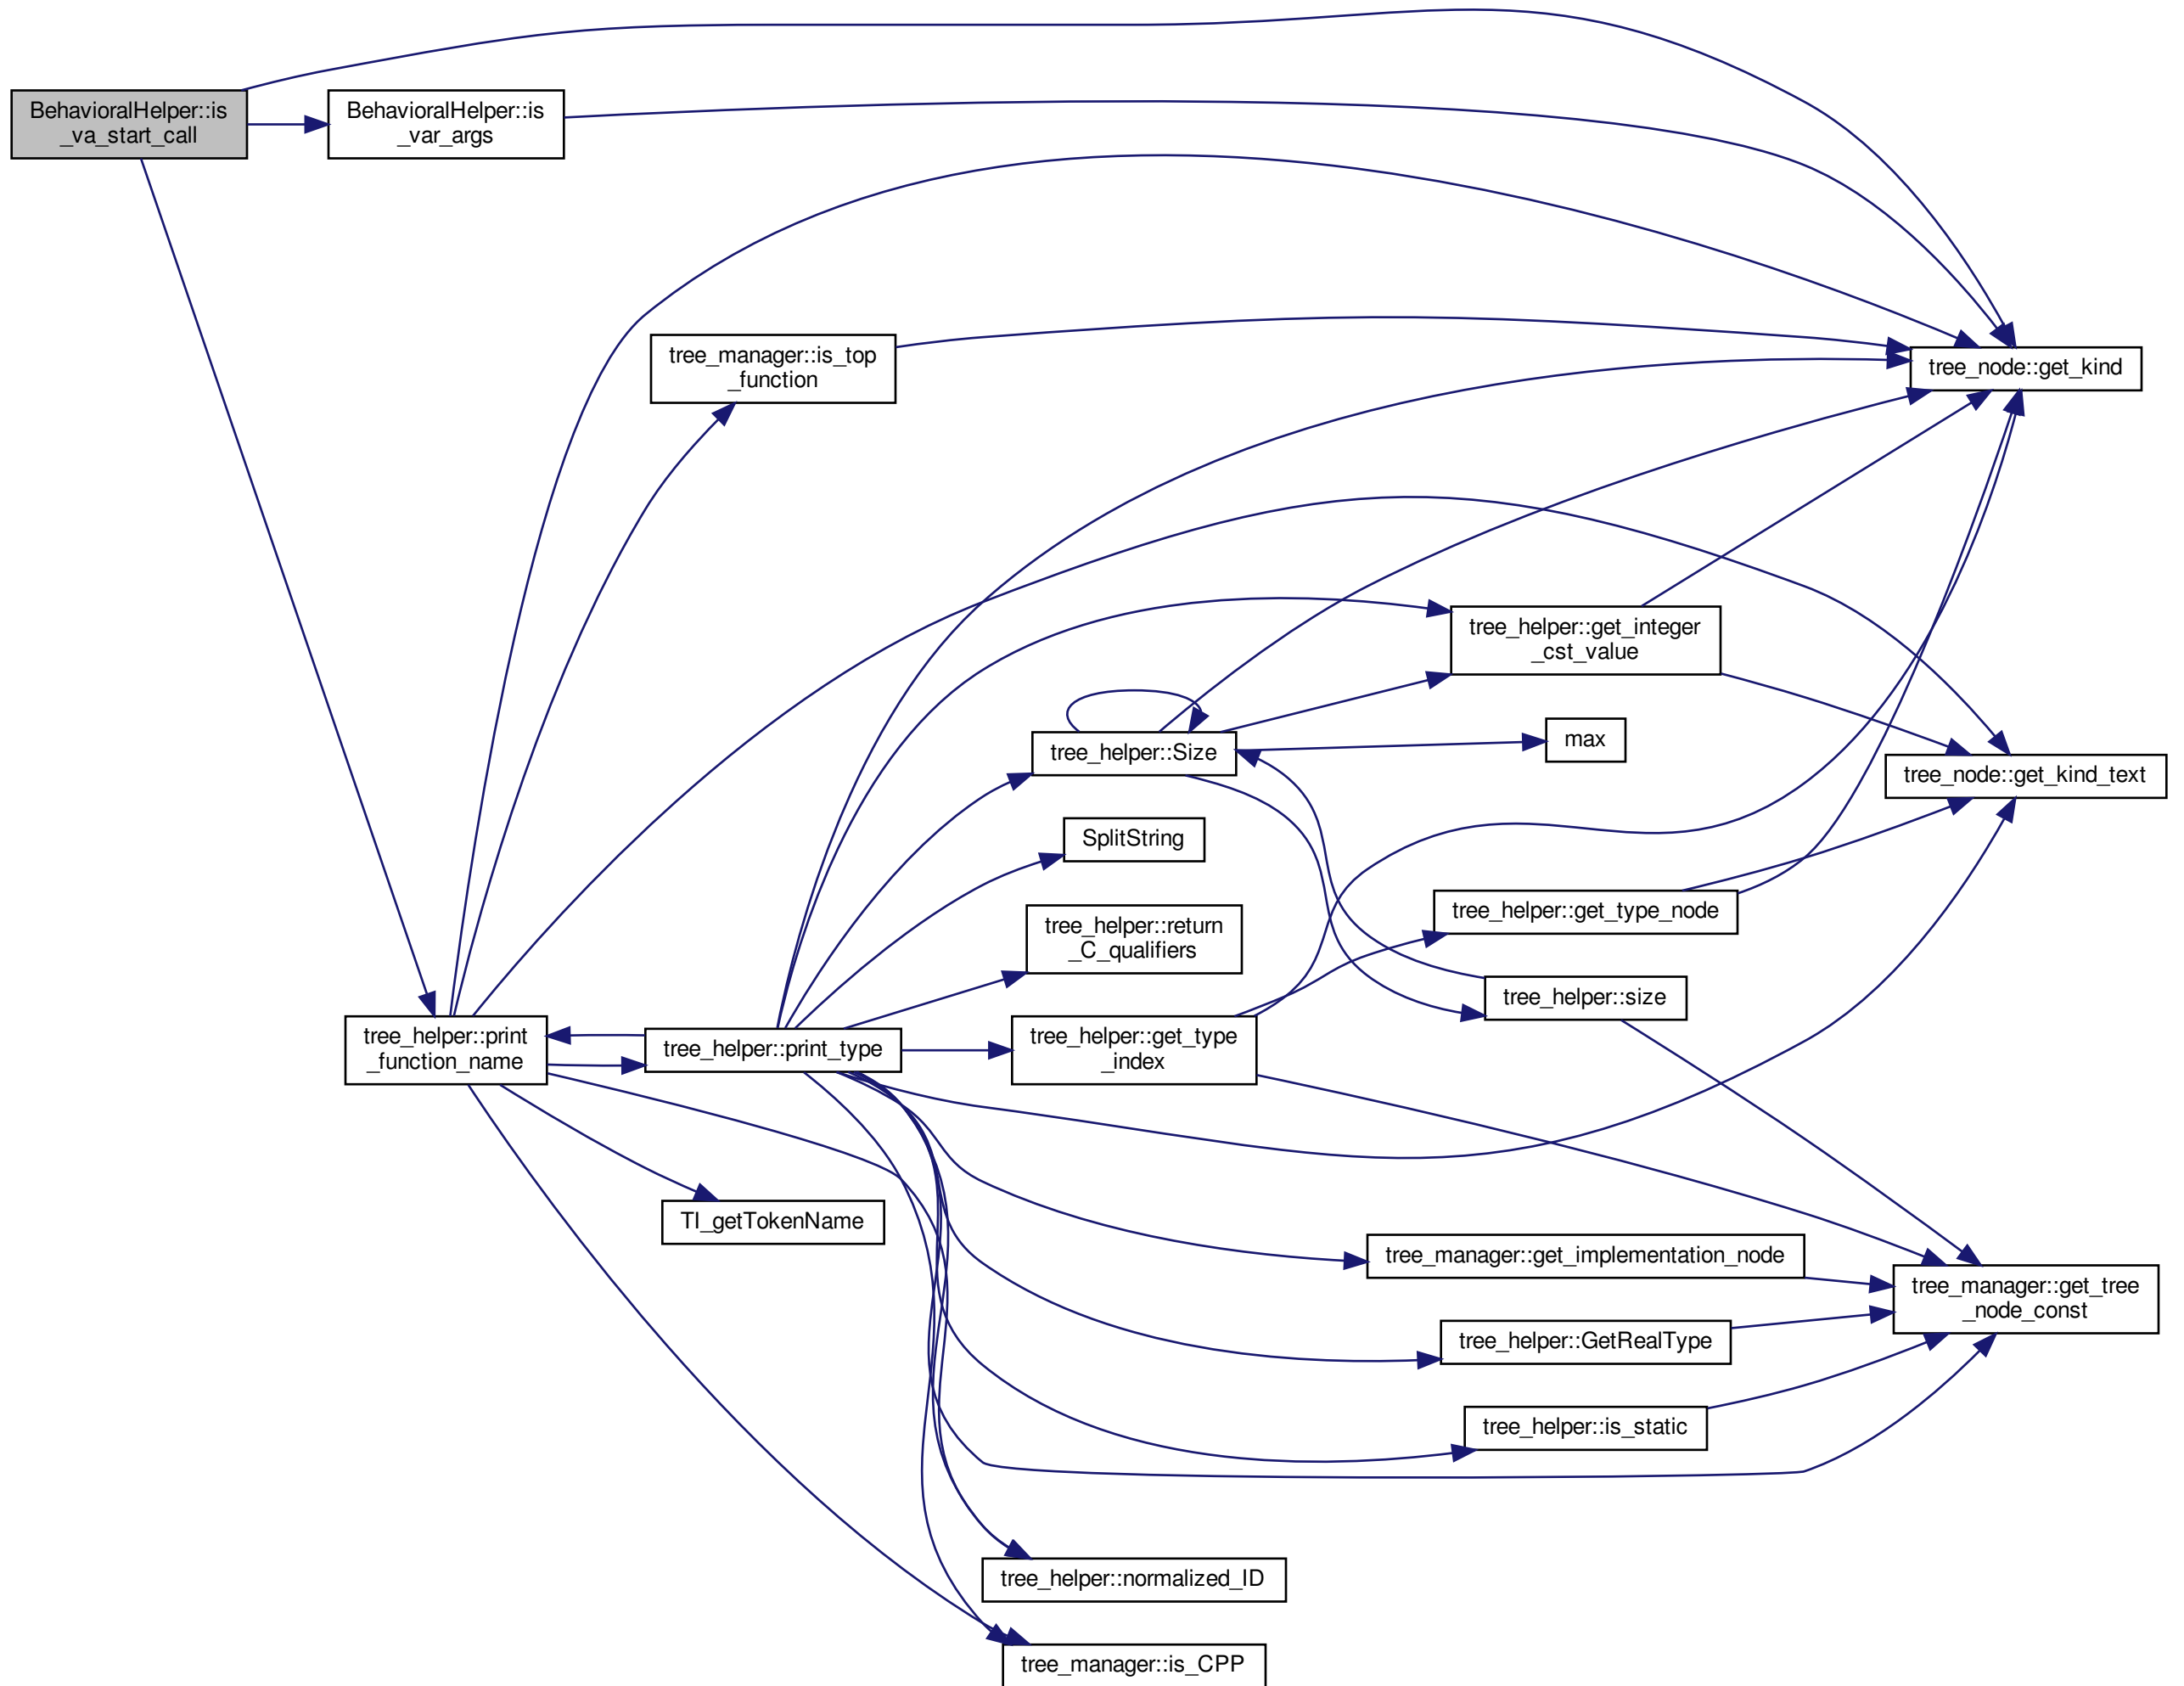 BehavioralHelper::is
_va_start_call
BehavioralHelper::is
_var_args
tree_manager::is_top
_function
tree_node::get_kind
tree_helper::get_integer
_cst_value
max
tree_helper::Size
tree_node::get_kind_text
SplitString
tree_helper::get_type_node
tree_helper::return
_C_qualifiers
tree_helper::size
tree_helper::print
_function_name
tree_helper::print_type
tree_helper::get_type
_index
TI_getTokenName
tree_manager::get_implementation_node
tree_manager::get_tree
_node_const
tree_helper::GetRealType
tree_helper::is_static
tree_helper::normalized_ID
tree_manager::is_CPP